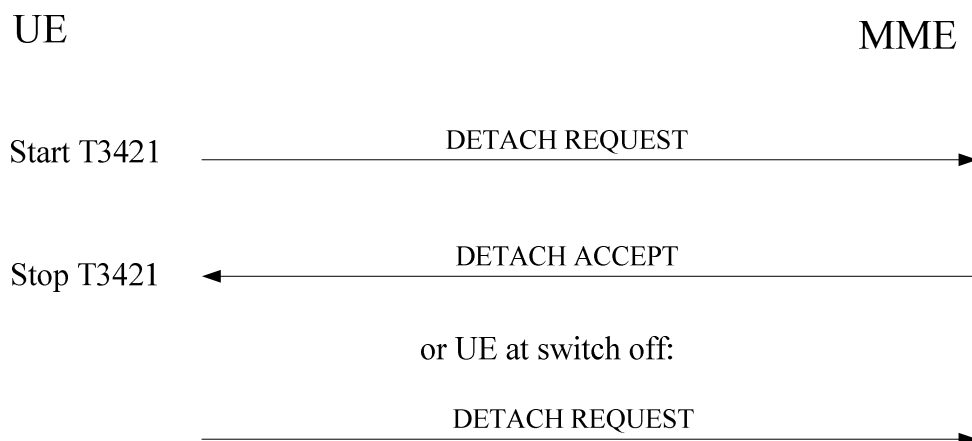 UE
MME
Start T3421
DETACH REQUEST
Stop T3421
DETACH ACCEPT
or UE at switch off:
DETACH REQUEST